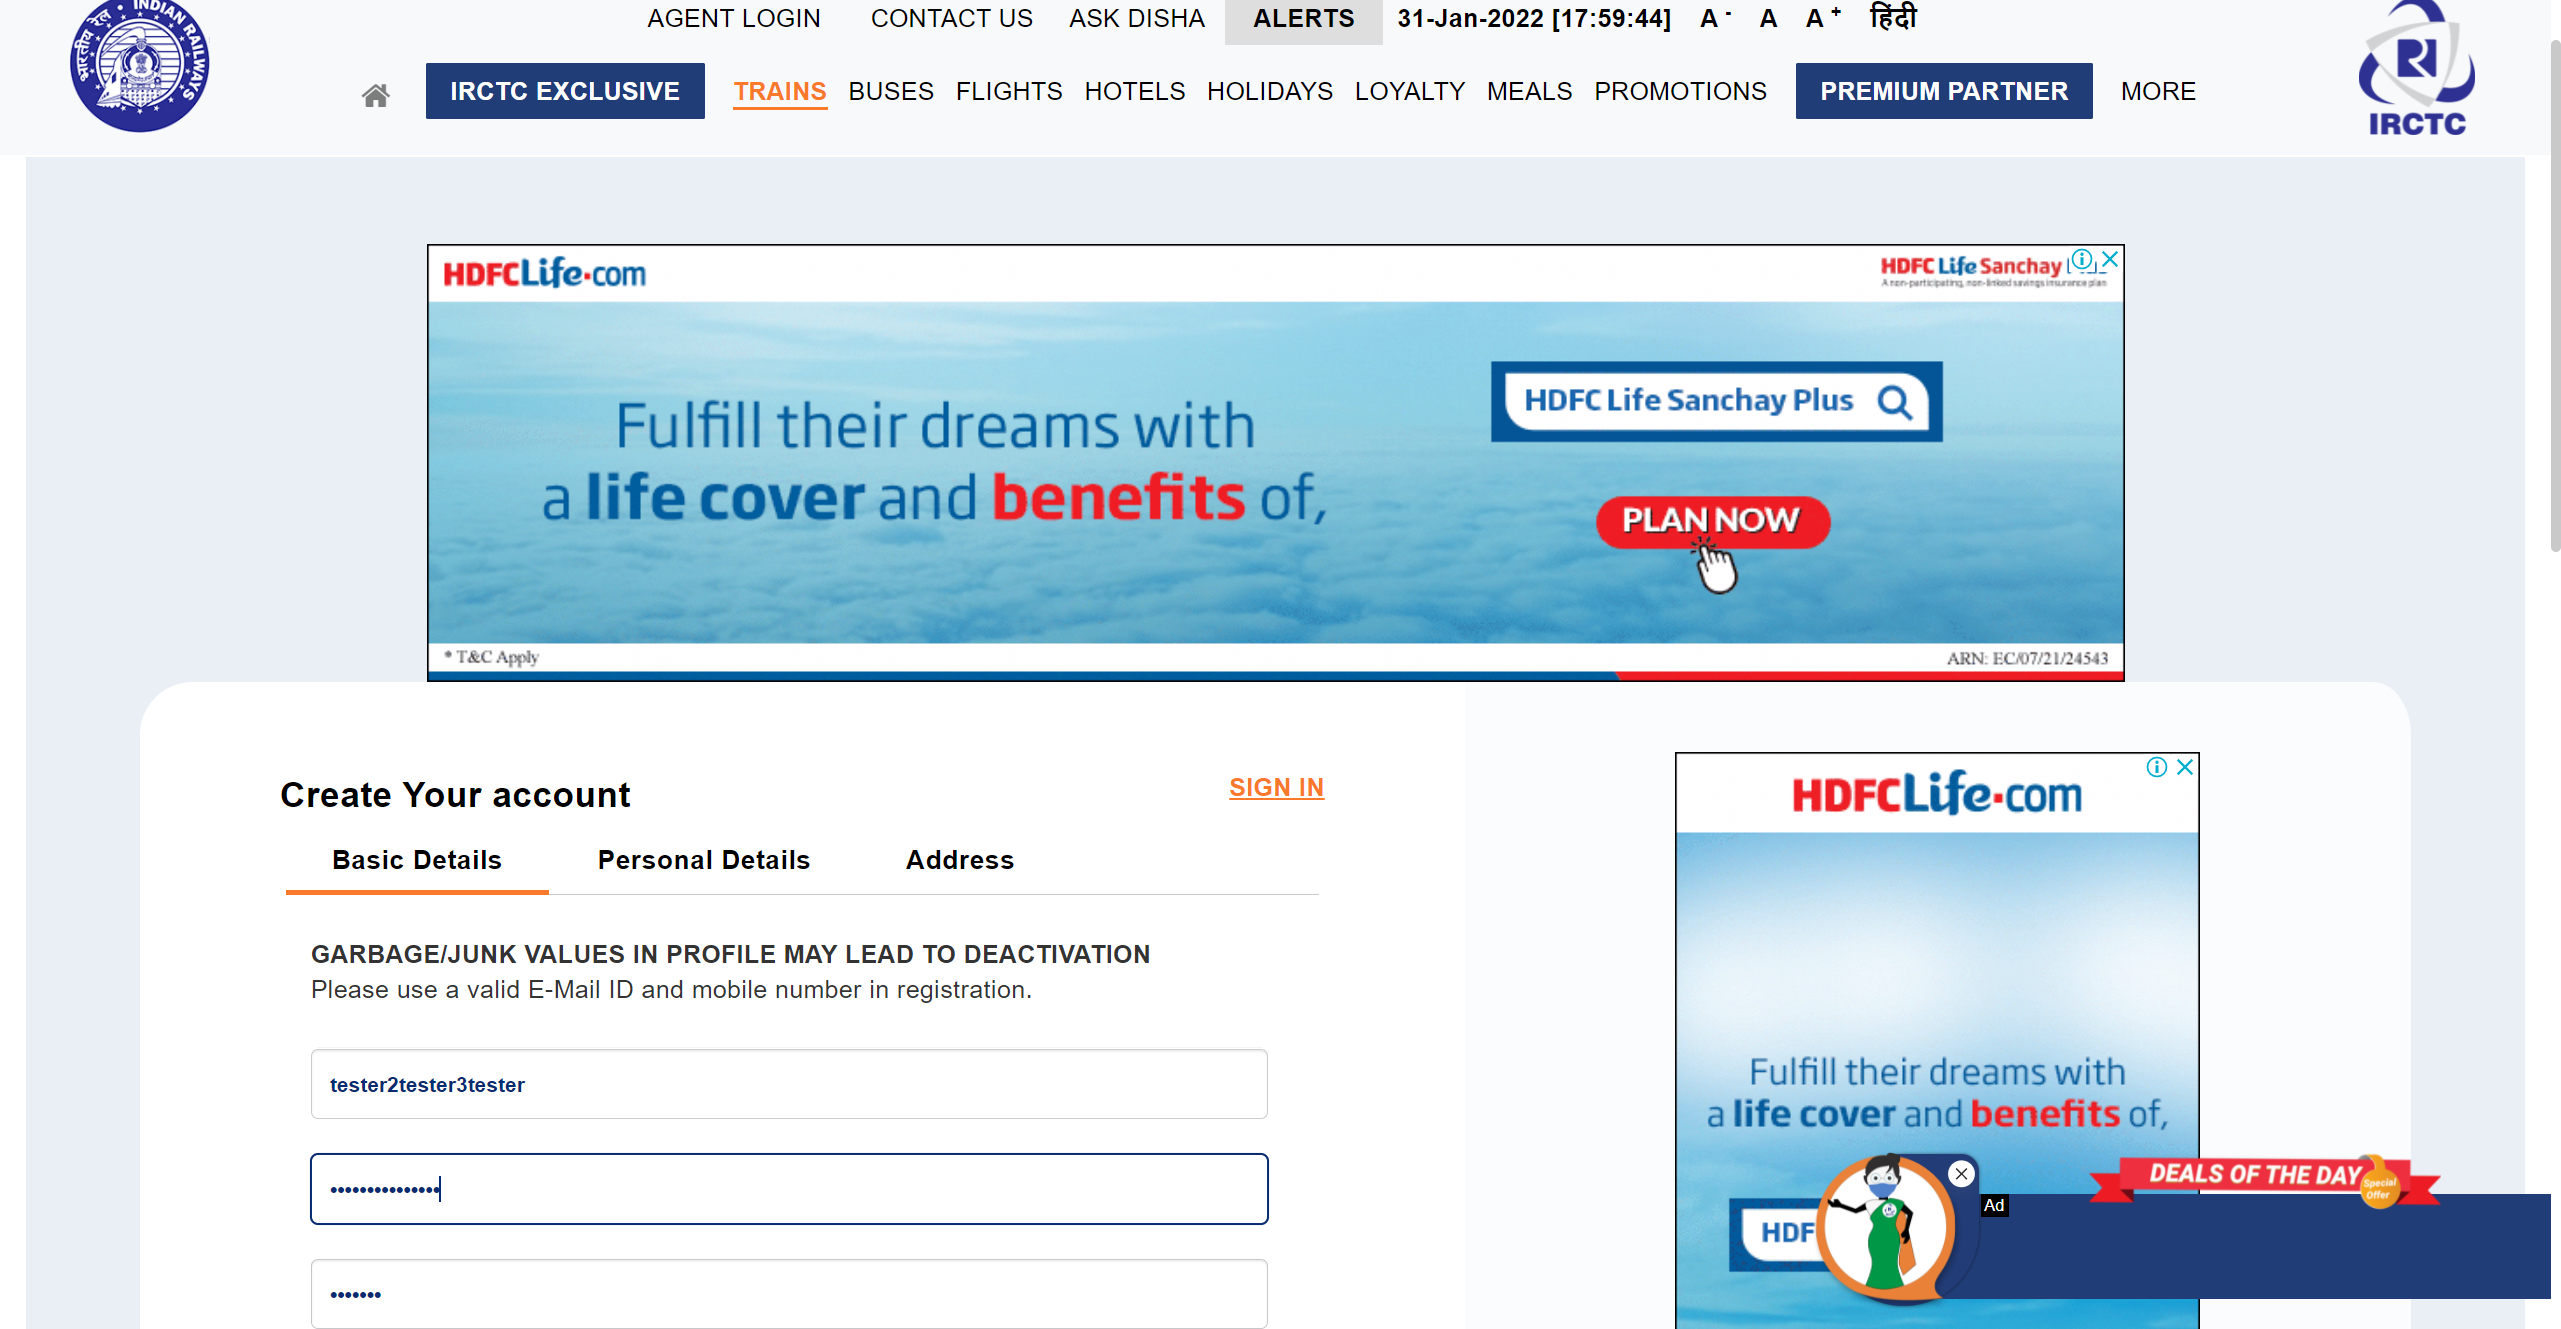 भारतीय रेल • INDIAN RAILWAYS
AGENT LOGIN CONTACT US ASK DISHA ALERTS 31-Jan-2022 [17:59:44] A - A A + हिंदी
IRCTC EXCLUSIVE TRAINS BUSES FLIGHTS HOTELS HOLIDAYS LOYALTY MEALS PROMOTIONS PREMIUM PARTNER MORE
IRCTC
HDFCLife.com
HDFC Life Sanchay
A non-participating, non-linked savings insurance plan
Fulfill their dreams with
a life cover and benefits of,
HDFC Life Sanchay Plus
PLAN NOW
* T&C Apply
ARN: EC/07/21/24543
Create Your account
SIGN IN
Basic Details Personal Details Address
GARBAGE/JUNK VALUES IN PROFILE MAY LEAD TO DEACTIVATION
Please use a valid E-Mail ID and mobile number in registration.
tester2tester3tester
•••••••••••••••
•••••••
HDFCLife.com
Fulfill their dreams with
a life cover and benefits of,
HDF
Ad
DEALS OF THE DAY
Special
Offer